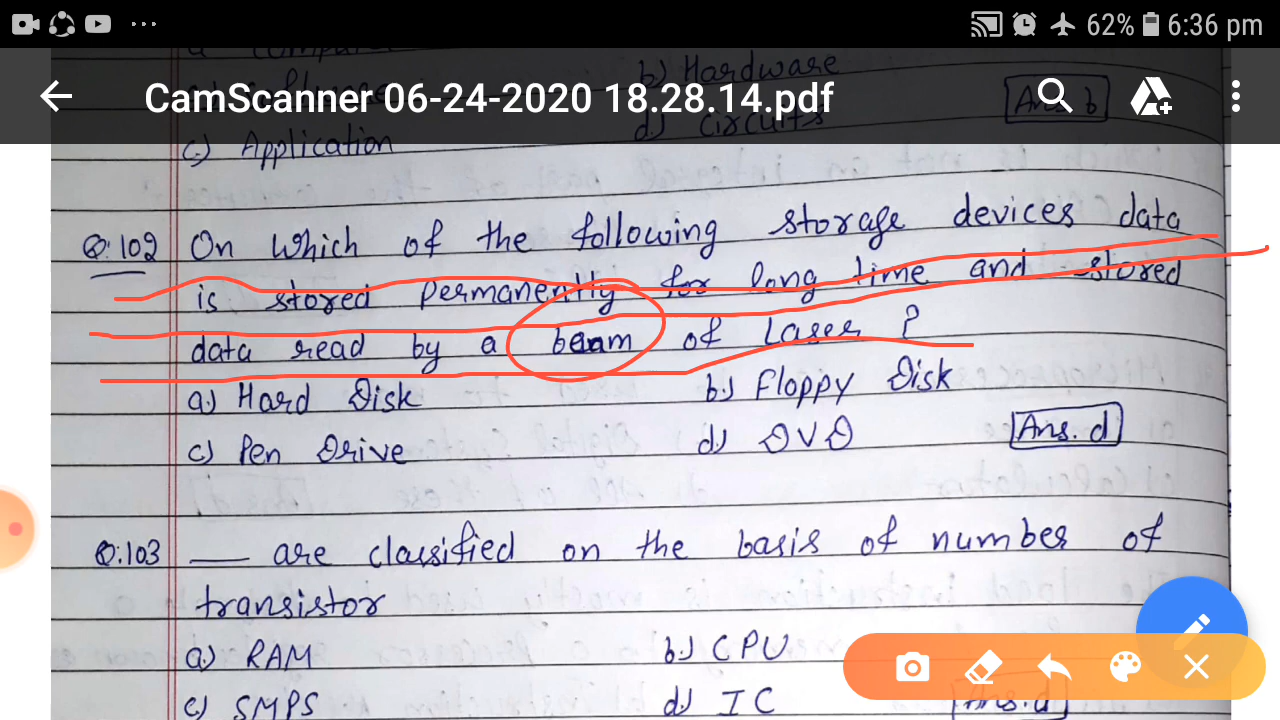 62% 6:36 pm
CamScanner 06-24-2020 18.28.14.pdf
b) Hardware
Ans. b
c) Application
d) circuits
Q.102 On which of the following storage devices data
is stored permanently for long time and stored
data read by a beam of Laser ?
a) Hard Disk
b) Floppy Disk
c) Pen Drive
d) DVD
Ans. d
Q.103 ___ are classified on the basis of number of
transistor
a) RAM
b) CPU
c) SMPS
d) IC
Ans. d